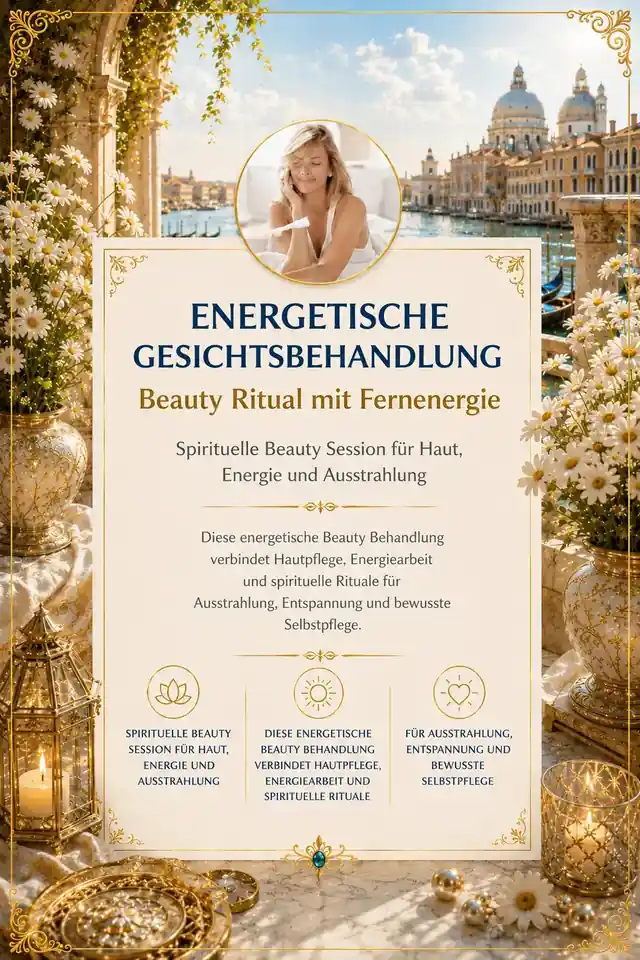 ENERGETISCHE
GESICHTSBEHANDLUNG
Beauty Ritual mit Fernenergie
Spirituelle Beauty Session für Haut,
Energie und Ausstrahlung
Diese energetische Beauty Behandlung
verbindet Hautpflege, Energiearbeit
und spirituelle Rituale für
Ausstrahlung, Entspannung und bewusste
Selbstpflege.
SPIRITUELLE BEAUTY
SESSION FÜR HAUT,
ENERGIE UND
AUSSTRAHLUNG
DIESE ENERGETISCHE
BEAUTY BEHANDLUNG
VERBINDET HAUTPFLEGE,
ENERGIEARBEIT UND
SPIRITUELLE RITUALE
FÜR AUSSTRAHLUNG,
ENTSPANNUNG UND
BEWUSSTE
SELBSTPFLEGE